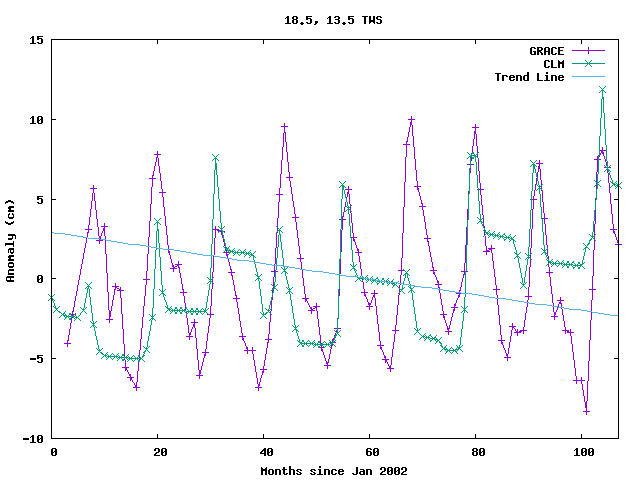 18.5, 13.5 TWS
GRACE
CLM
Trend Line
15
10
5
0
-5
-10
Anomaly (cm)
0 20 40 60 80 100
Months since Jan 2002